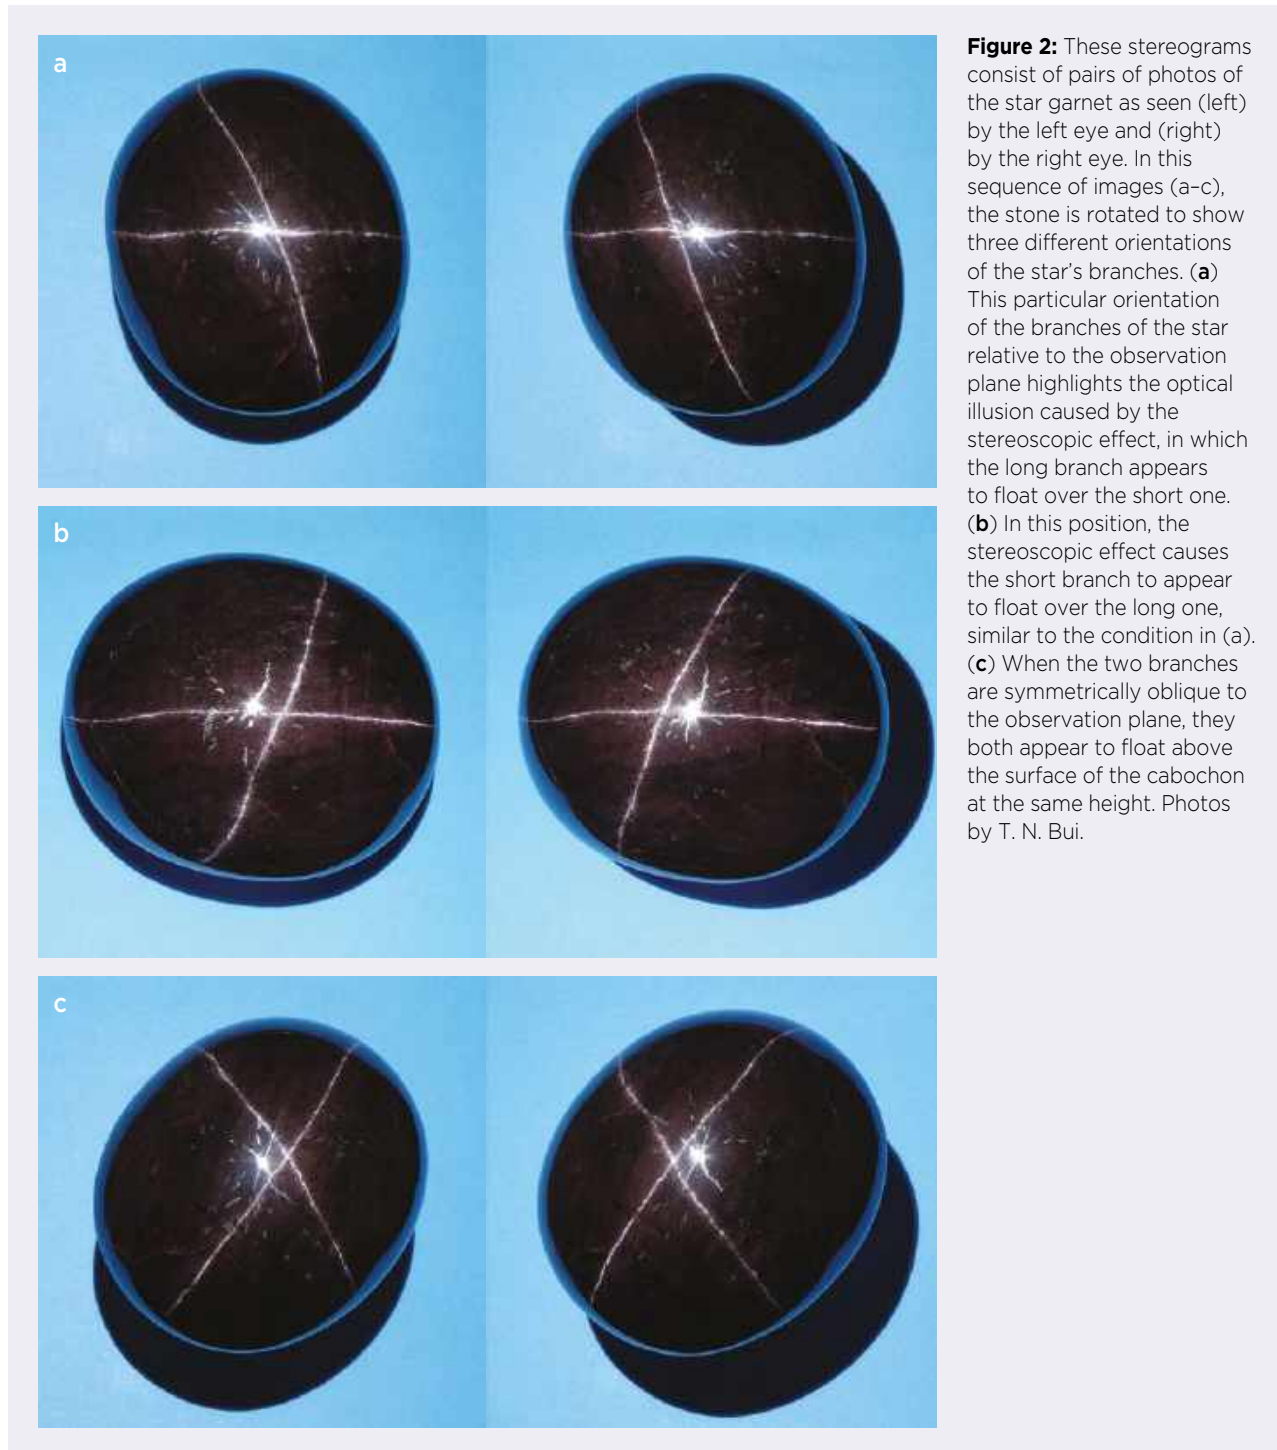 a
b
c
Figure 2: These stereograms
consist of pairs of photos of
the star garnet as seen (left)
by the left eye and (right)
by the right eye. In this
sequence of images (a–c),
the stone is rotated to show
three different orientations
of the star’s branches. (a)
This particular orientation
of the branches of the star
relative to the observation
plane highlights the optical
illusion caused by the
stereoscopic effect, in which
the long branch appears
to float over the short one.
(b) In this position, the
stereoscopic effect causes
the short branch to appear
to float over the long one,
similar to the condition in (a).
(c) When the two branches
are symmetrically oblique to
the observation plane, they
both appear to float above
the surface of the cabochon
at the same height. Photos
by T. N. Bui.